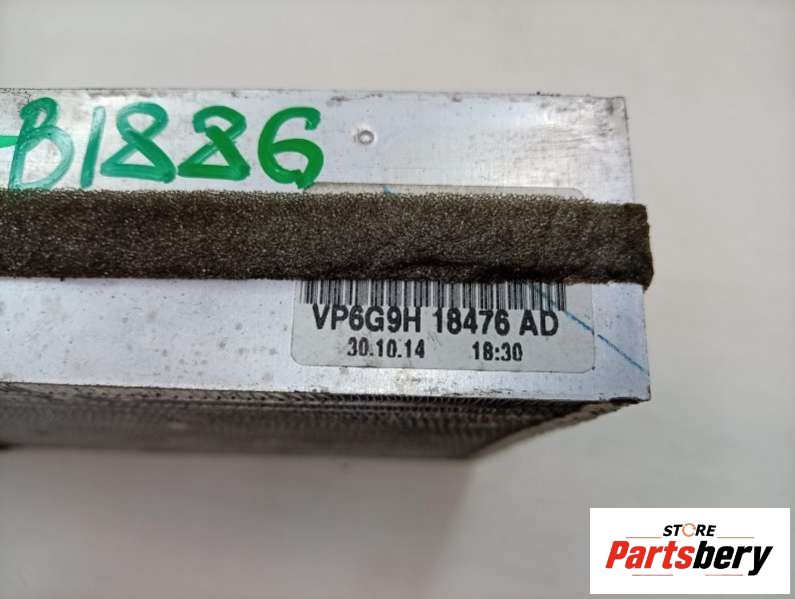 B1886
VP6G9H 18476 AD
30.10.14 18:30
STORE
Partsbery